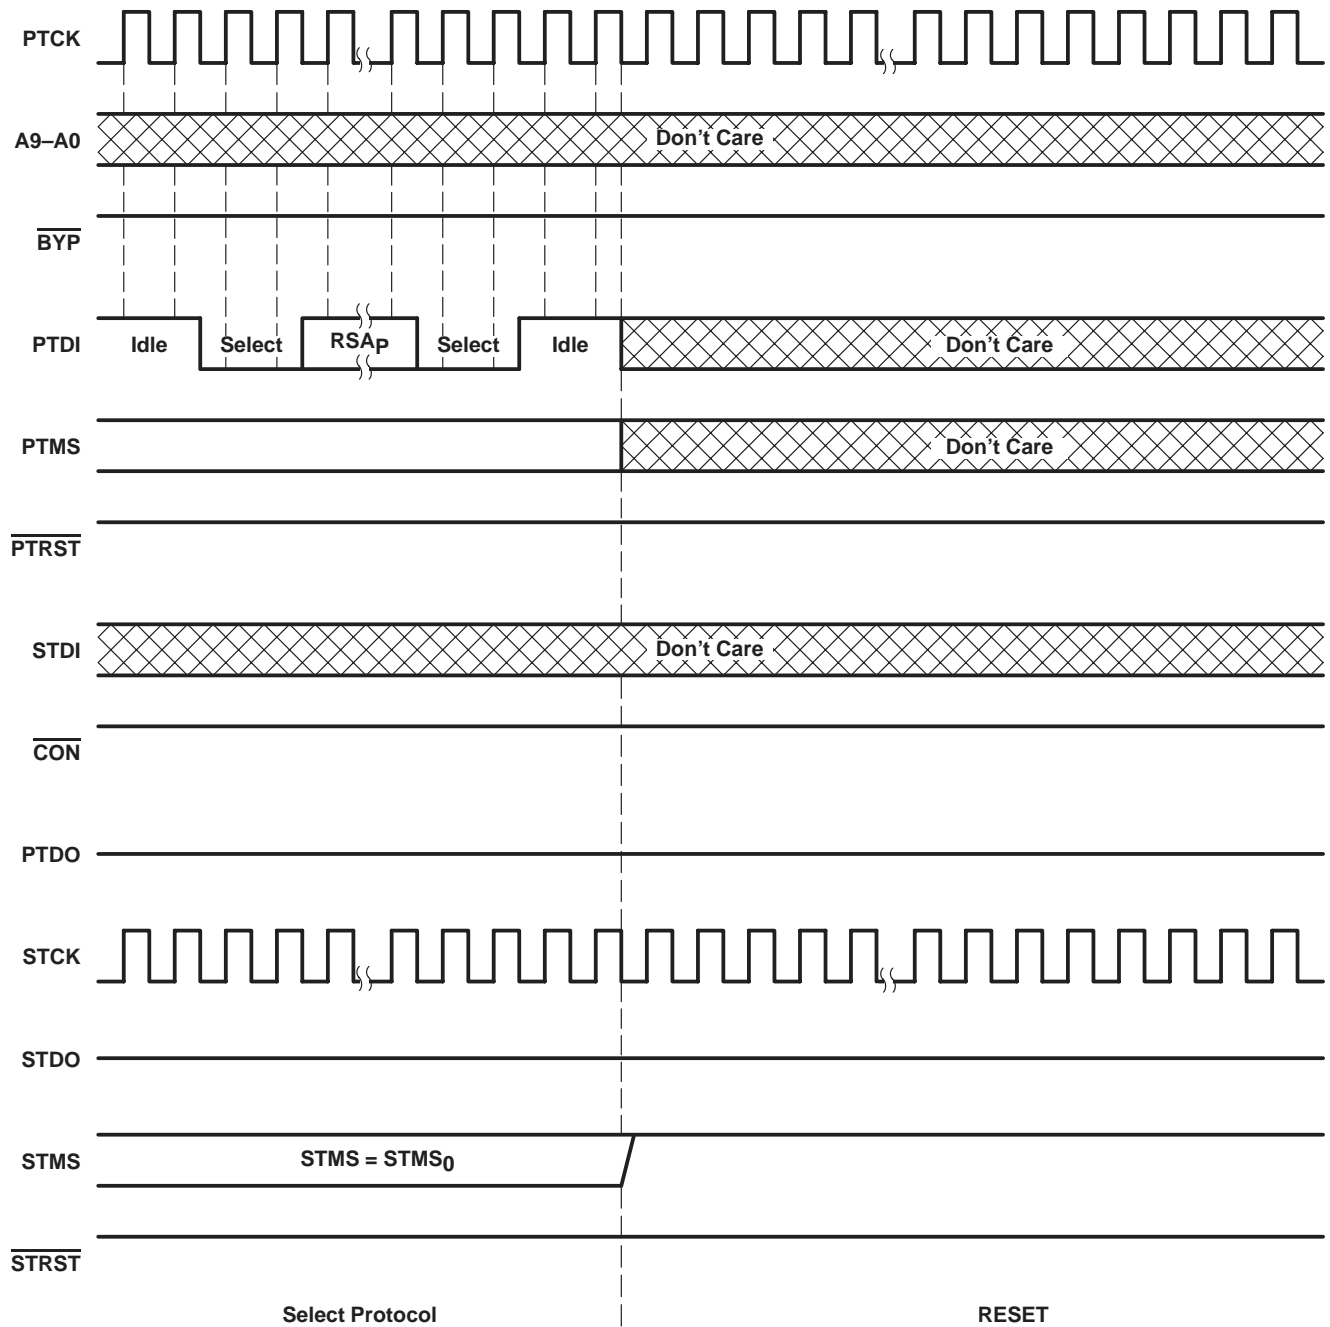 PTCK
A9–A0
Don't Care
BYP
PTDI
Idle
Select
RSAP
Select
Idle
Don't Care
PTMS
Don't Care
PTRST
STDI
Don't Care
CON
PTDO
STCK
STDO
STMS
STMS = STMS0
STRST
Select Protocol
RESET